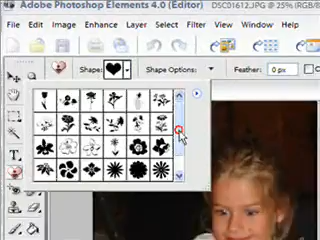 Adobe Photoshop Elements 4.0 (Editor)
DSC01612.JPG @ 25% (RGB/8
File Edit Image Enhance Layer Select Filter View Window Help
Shape: Shape Options: Feather: 0 px
T